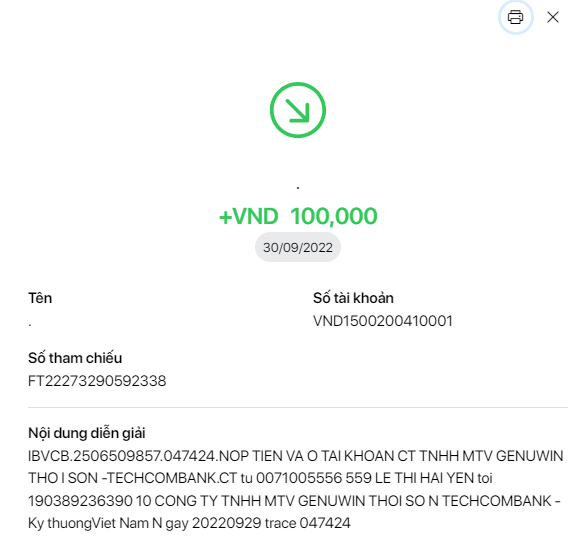 .
+VND 100,000
30/09/2022
Tên
Số tài khoản
.
VND1500200410001
Số tham chiếu
FT22273290592338
Nội dung diễn giải
IBVCB.2506509857.047424.NOP TIEN VA O TAI KHOAN CT TNHH MTV GENUWIN
THO I SON -TECHCOMBANK.CT tu 0071005556 559 LE THI HAI YEN toi
190389236390 10 CONG TY TNHH MTV GENUWIN THOI SO N TECHCOMBANK -
Ky thuongViet Nam N gay 20220929 trace 047424